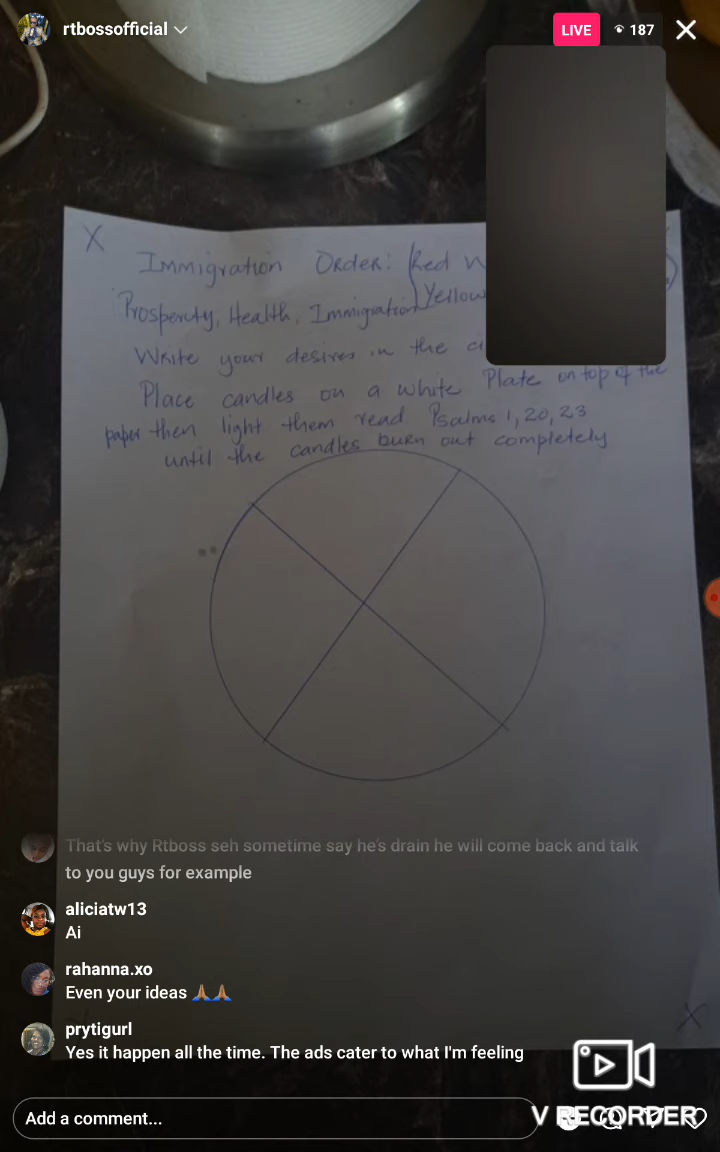 rtbossofficial
LIVE
187
X
Immigration Order: (Red
Prosperity, Health, Immigration (Yellow
Write your desires in the
Place candles on a white Plate on top of the
paper then light them read Psalms 1, 20, 23
until the candles burn out completely
That's why Rtboss seh sometime say he's drain he will come back and talk
to you guys for example
aliciatw13
Ai
rahanna.xo
Even your ideas 🙏🏽🙏🏽
prytigurl
Yes it happen all the time. The ads cater to what I'm feeling
X
Add a comment...
V RECORDER